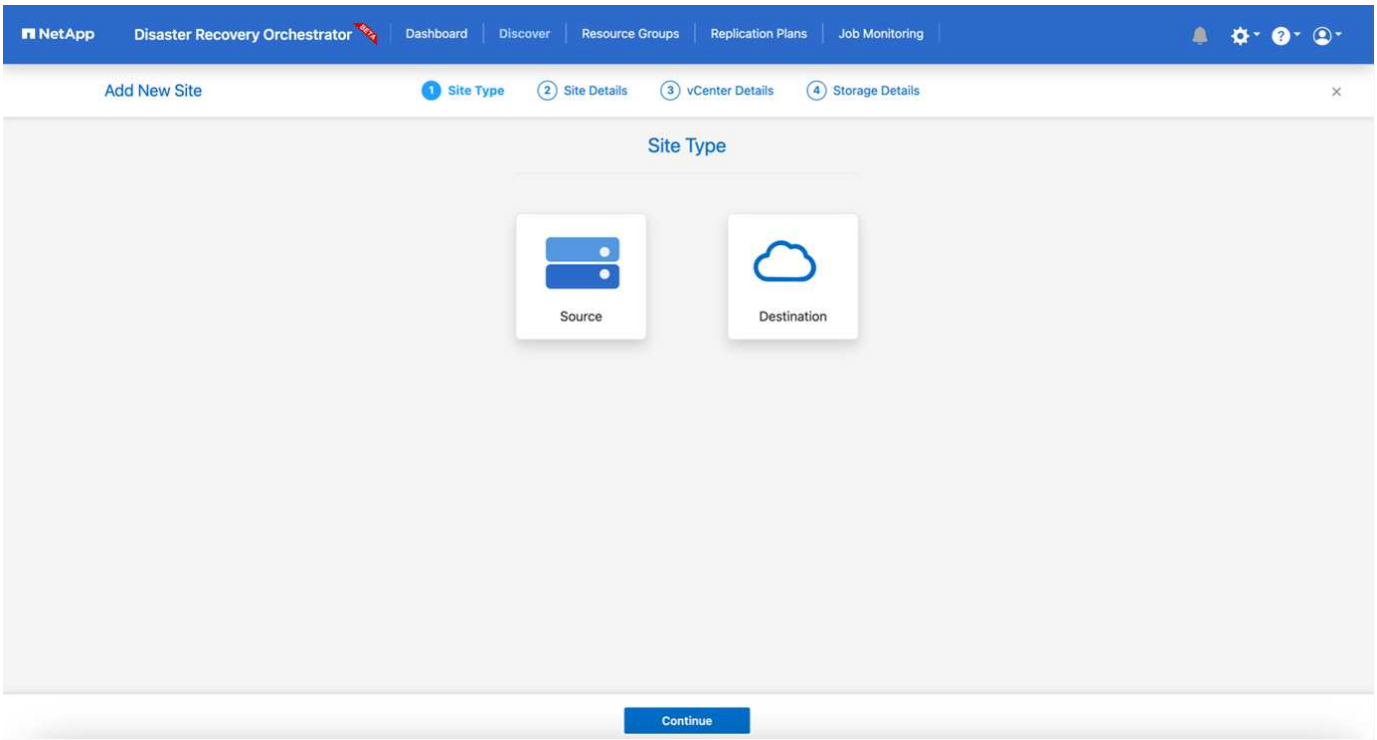 NetApp Disaster Recovery Orchestrator BETA Dashboard Discover Resource Groups Replication Plans Job Monitoring ?
Add New Site 1 Site Type 2 Site Details 3 vCenter Details 4 Storage Details
Site Type
Source Destination
Continue